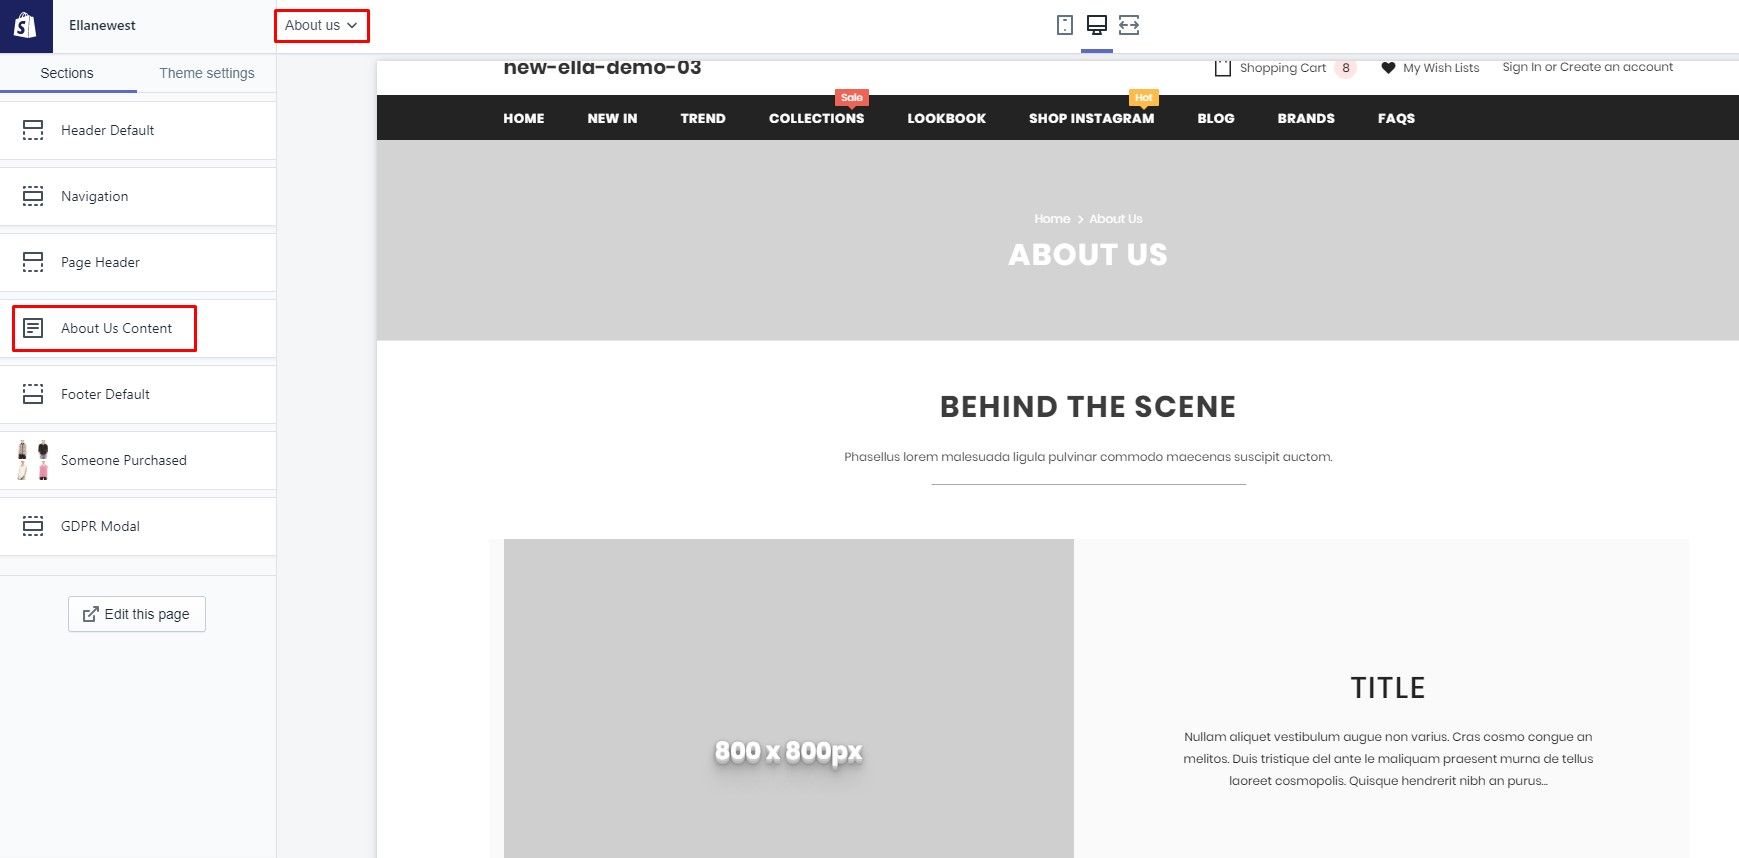 Ellanewest
About us
Sections Theme settings
Header Default
Navigation
Page Header
About Us Content
Footer Default
Someone Purchased
GDPR Modal
Edit this page
new-ella-demo-03
Shopping Cart 8 My Wish Lists Sign In or Create an account
Sale Hot
HOME NEW IN TREND COLLECTIONS LOOKBOOK SHOP INSTAGRAM BLOG BRANDS FAQS
Home > About Us
ABOUT US
BEHIND THE SCENE
Phasellus lorem malesuada ligula pulvinar commodo maecenas suscipit auctom.
800 x 800px
TITLE
Nullam aliquet vestibulum augue non varius. Cras cosmo congue an
melitos. Duis tristique del ante le maliquam praesent murna de tellus
laoreet cosmopolis. Quisque hendrerit nibh an purus...